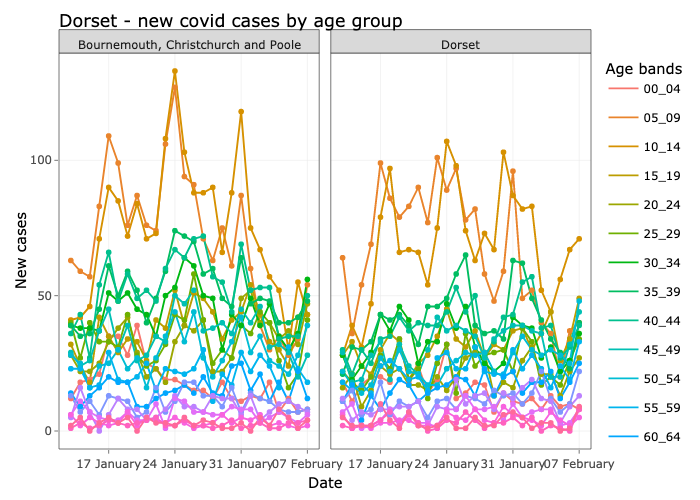 Dorset - new covid cases by age group
Bournemouth, Christchurch and Poole
Dorset
New cases
100
50
0
17 January
24 January
31 January
07 February
17 January
24 January
31 January
07 February
Date
Age bands
00_04
05_09
10_14
15_19
20_24
25_29
30_34
35_39
40_44
45_49
50_54
55_59
60_64